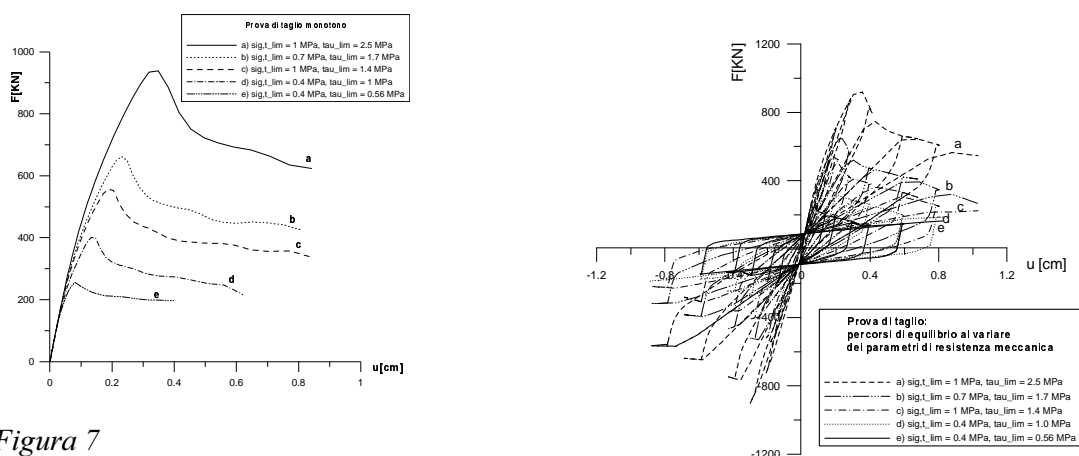 Prova di taglio monotono
a) sig,t_lim = 1 MPa, tau_lim = 2.5 MPa
b) sig,t_lim = 0.7 MPa, tau_lim = 1.7 MPa
c) sig,t_lim = 1 MPa, tau_lim = 1.4 MPa
d) sig,t_lim = 0.4 MPa, tau_lim = 1 MPa
e) sig,t_lim = 0.4 MPa, tau_lim = 0.56 MPa
F[KN]
1000
800
600
400
200
0
a
b
c
d
e
0
0.2
0.4
0.6
0.8
1
u[cm]
Figura 7
F[KN]
1200
800
400
-400
-800
-1200
a
b
c
d
e
-1.2
-0.8
-0.4
0
0.4
0.8
1.2
u [cm]
Prova di taglio:
percorsi di equilibrio al variare
dei parametri di resistenza meccanica
a) sig,t_lim = 1 MPa, tau_lim = 2.5 MPa
b) sig,t_lim = 0.7 MPa, tau_lim = 1.7 MPa
c) sig,t_lim = 1 MPa, tau_lim = 1.4 MPa
d) sig,t_lim = 0.4 MPa, tau_lim = 1.0 MPa
e) sig,t_lim = 0.4 MPa, tau_lim = 0.56 MPa